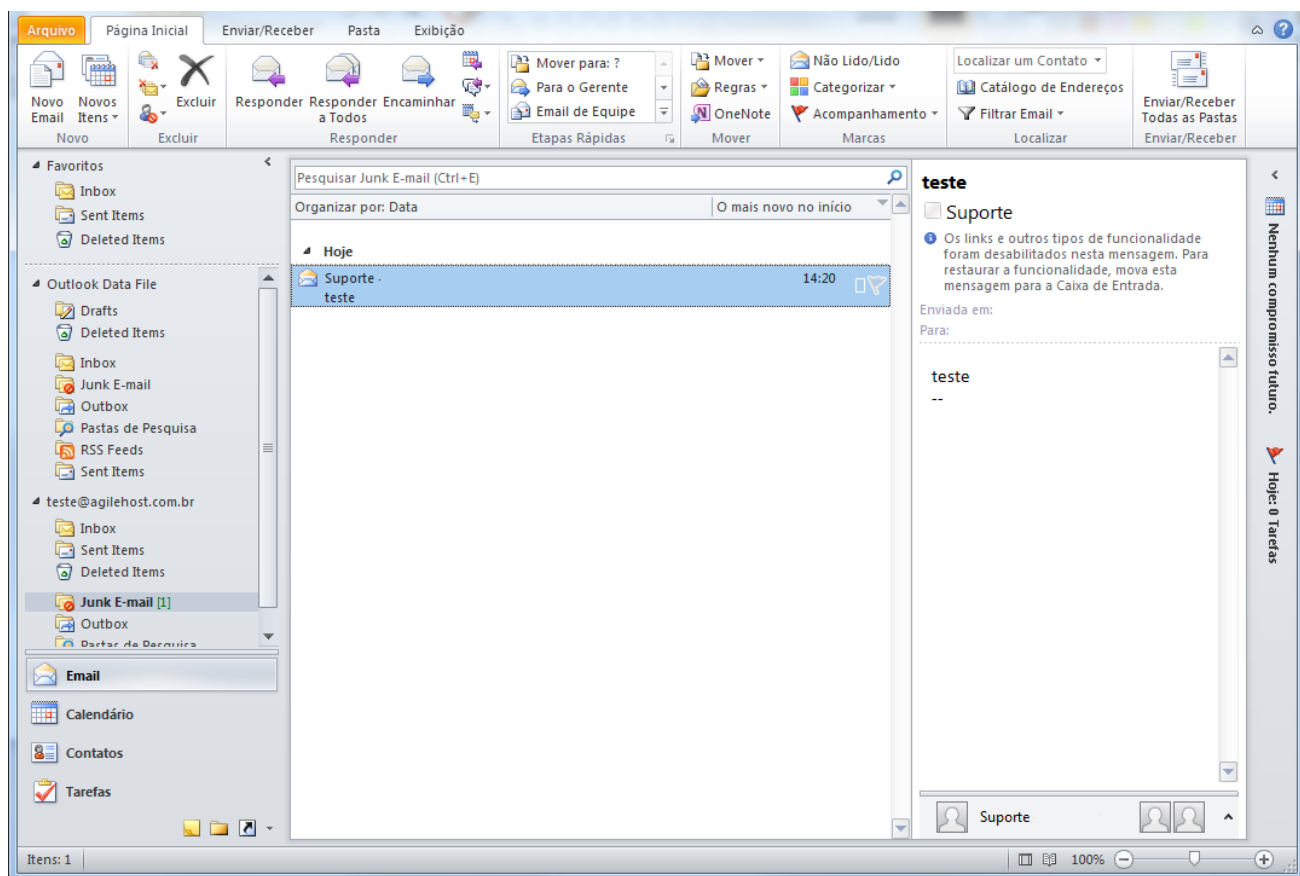 Arquivo Página Inicial Enviar/Receber Pasta Exibição
Novo Email
Novos Itens
Excluir
Responder
Responder a Todos
Encaminhar
Mover para: ?
Para o Gerente
Email de Equipe
Mover
Regras
OneNote
Não Lido/Lido
Categorizar
Acompanhamento
Localizar um Contato
Catálogo de Endereços
Filtrar Email
Enviar/Receber
Todas as Pastas
Novo Excluir Responder Etapas Rápidas Mover Marcas Localizar Enviar/Receber
Favoritos
Inbox
Sent Items
Deleted Items
Outlook Data File
Drafts
Deleted Items
Inbox
Junk E-mail
Outbox
Pastas de Pesquisa
RSS Feeds
Sent Items
teste@agilehost.com.br
Inbox
Sent Items
Deleted Items
Junk E-mail [1]
Outbox
Pastas de Pesquisa
Email
Calendário
Contatos
Tarefas
Pesquisar Junk E-mail (Ctrl+E)
Organizar por: Data O mais novo no início
Hoje
Suporte - 14:20
teste
teste
Suporte
Os links e outros tipos de funcionalidade
foram desabilitados nesta mensagem. Para
restaurar a funcionalidade, mova esta
mensagem para a Caixa de Entrada.
Enviada em:
Para:
teste
--
Suporte
Nenhum compromisso futuro.
Hoje: 0 Tarefas
Itens: 1 100%